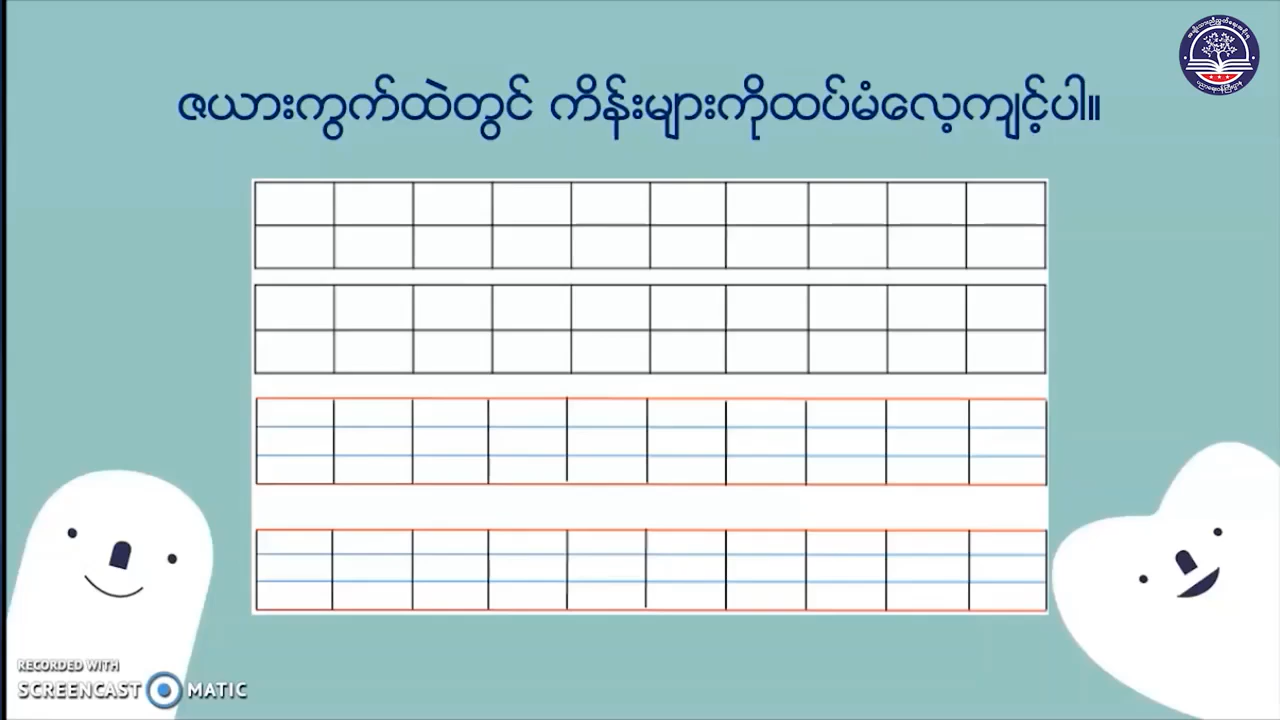 ဇယားကွက်ထဲတွင် ကိန်းများကိုထပ်မံလေ့ကျင့်ပါ။
RECORDED WITH
SCREENCAST MATIC